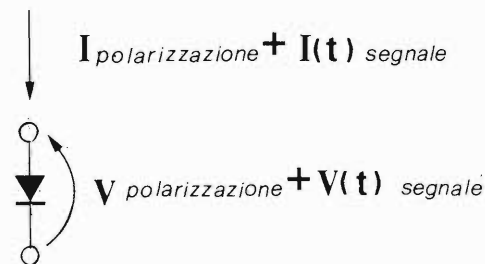 I polarizzazione + I(t) segnale
V polarizzazione + V(t) segnale